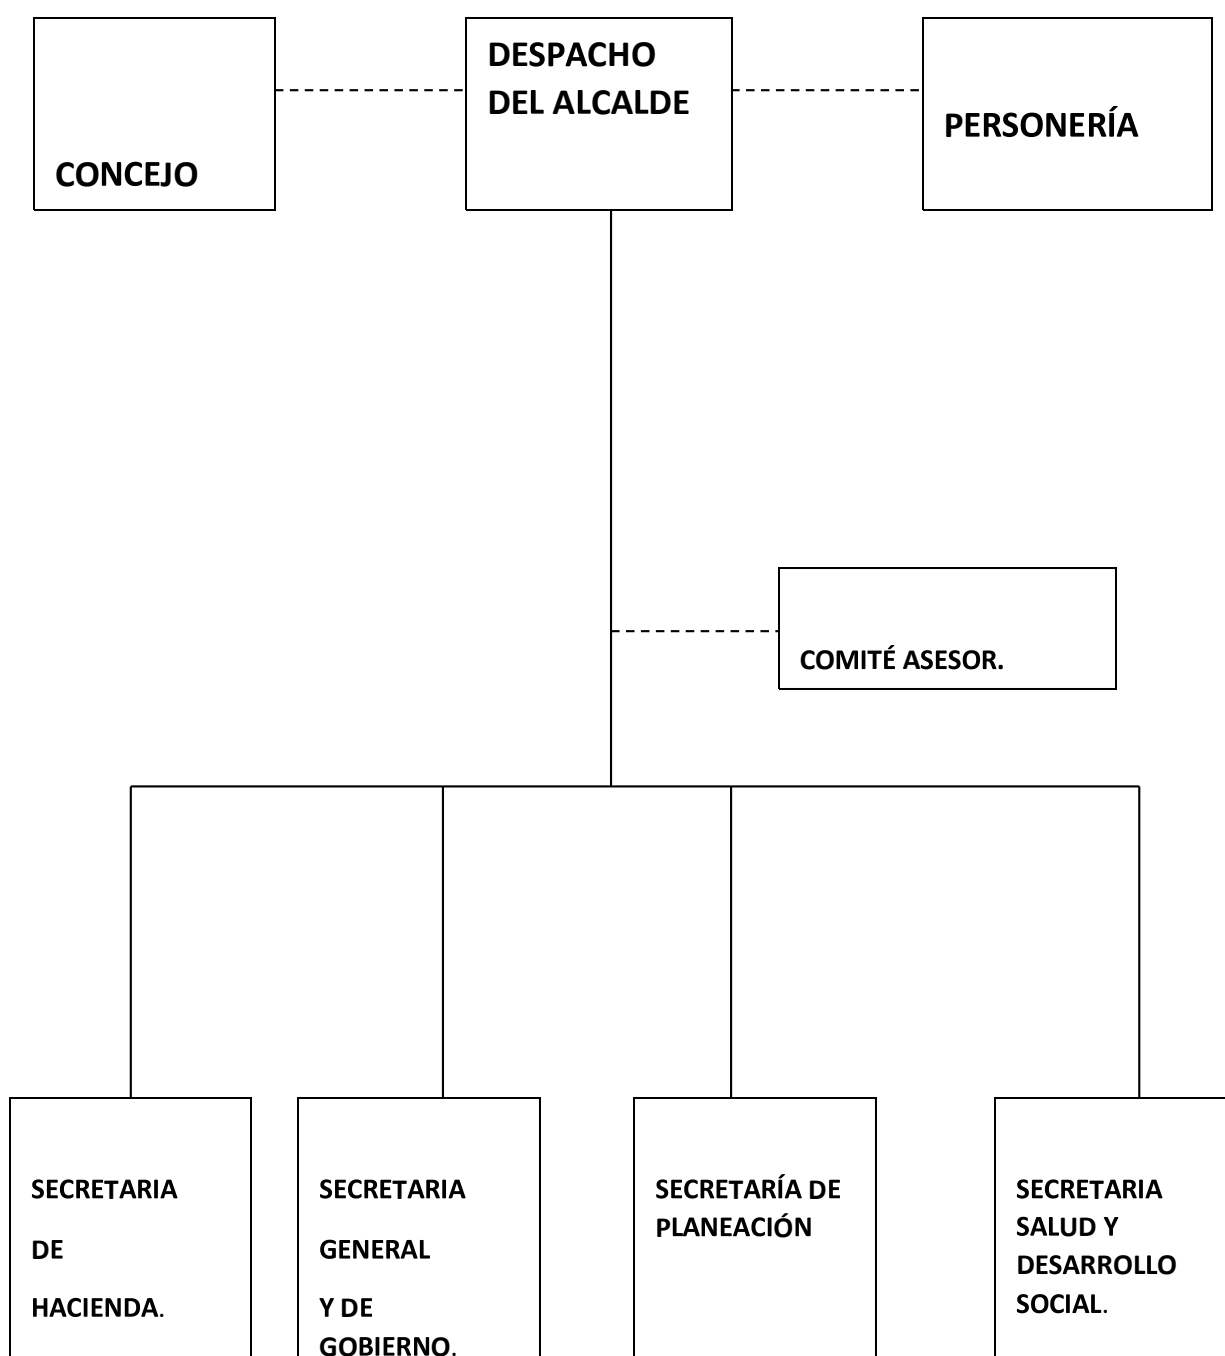 CONCEJO
DESPACHO
DEL ALCALDE
PERSONERÍA
COMITÉ ASESOR.
SECRETARIA
DE
HACIENDA.
SECRETARIA
GENERAL
Y DE
GOBIERNO.
SECRETARÍA DE
PLANEACIÓN
SECRETARIA
SALUD Y
DESARROLLO
SOCIAL.